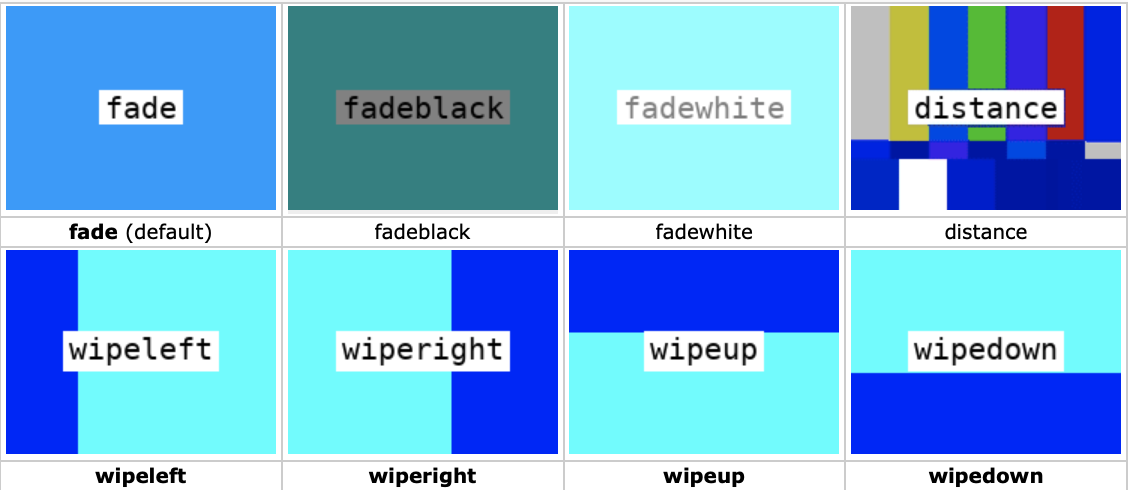 fade
fadeblack
fadewhite
distance
fade (default)
fadeblack
fadewhite
distance
wipeleft
wiperight
wipeup
wipedown
wipeleft
wiperight
wipeup
wipedown